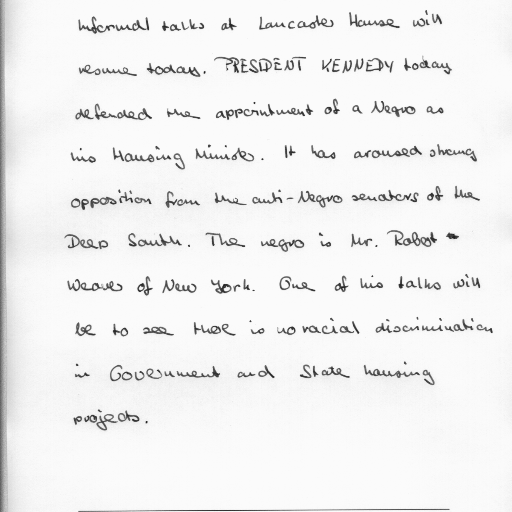 Informal talks at Lancaster House will
resume today. PRESIDENT KENNEDY today
defended the appointment of a Negro as
his Housing Minister. It has aroused strong
opposition from the anti-Negro senators of the
Deep South. The negro is Mr. Robert
Weaver of New York. One of his talks will
be to see there is no racial discrimination
in Government and State housing
projects.